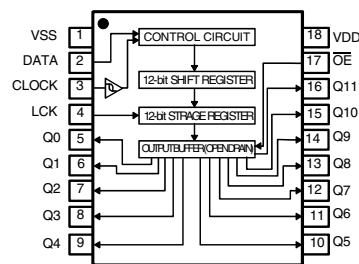 VSS 1 CONTROL CIRCUIT 18 VDD
DATA 2 17 OE
CLOCK 3 12-bit SHIFT REGISTER 16 Q11
LCK 4 12-bit STRAGE REGISTER 15 Q10
Q0 5 OUTPUTBUFFER(OPENDRAIN) 14 Q9
Q1 6 13 Q8
Q2 7 12 Q7
Q3 8 11 Q6
Q4 9 10 Q5